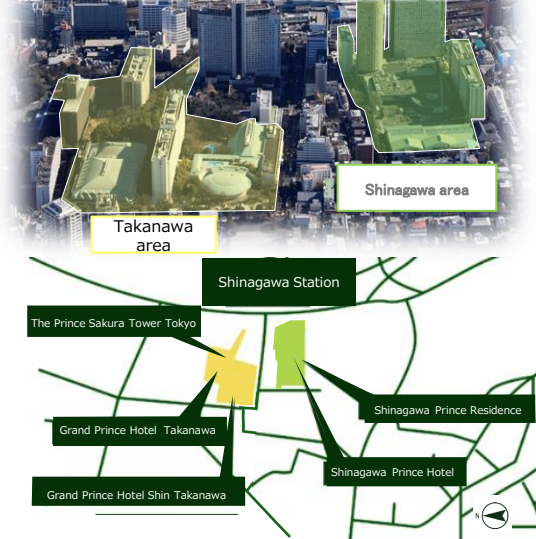 Shinagawa area
Takanawa
area
Shinagawa Station
The Prince Sakura Tower Tokyo
Shinagawa Prince Residence
Grand Prince Hotel Takanawa
Shinagawa Prince Hotel
Grand Prince Hotel Shin Takanawa
N